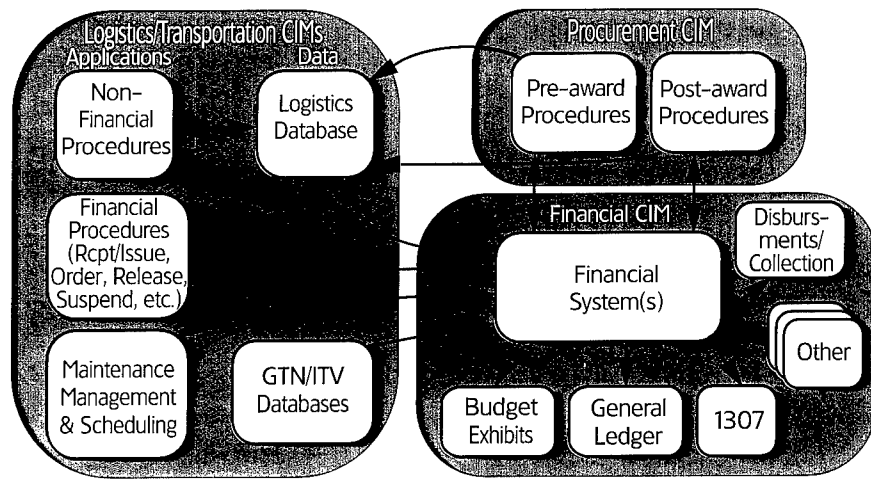 Logistics/Transportation CIMs
Applications
Data
Non-
Financial
Procedures
Logistics
Database
Financial
Procedures
(Rcpt/Issue,
Order, Release,
Suspend, etc.)
Maintenance
Management
& Scheduling
GTN/ITV
Databases
Procurement CIM
Pre-award
Procedures
Post-award
Procedures
Financial CIM
Financial
System(s)
Disburs-
ments/
Collection
Other
Budget
Exhibits
General
Ledger
1307